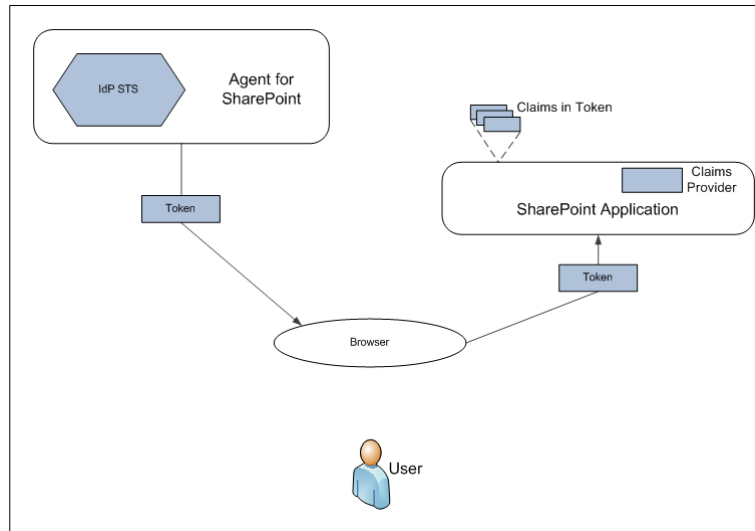 IdP STS
Agent for
SharePoint
Claims in Token
Claims
Provider
SharePoint Application
Token
Token
Browser
User